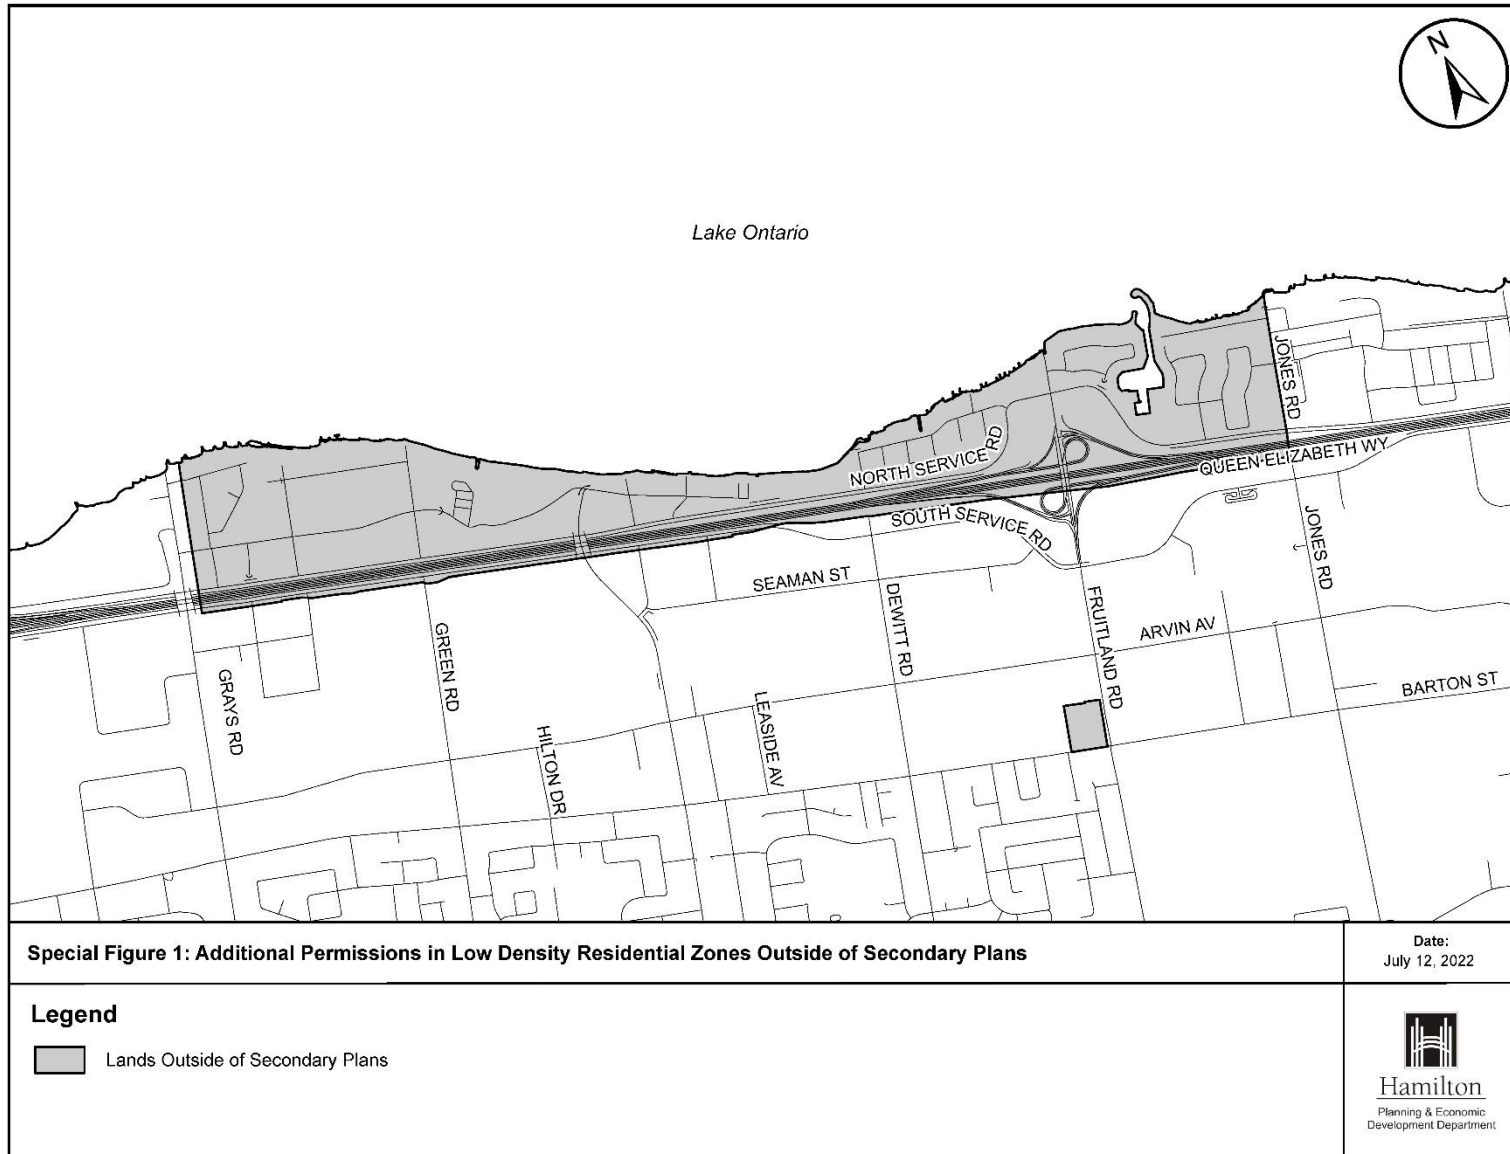 N
Lake Ontario
JONES RD
NORTH SERVICE RD
QUEEN ELIZABETH WY
SOUTH SERVICE RD
JONES RD
SEAMAN ST
DEWITT RD
FRUITLAND RD
ARVIN AV
GREEN RD
GRAYS RD
BARTON ST
LEASIDE AV
HILTON DR
Special Figure 1: Additional Permissions in Low Density Residential Zones Outside of Secondary Plans
Date:
July 12, 2022
Legend
Lands Outside of Secondary Plans
Hamilton
Planning & Economic
Development Department